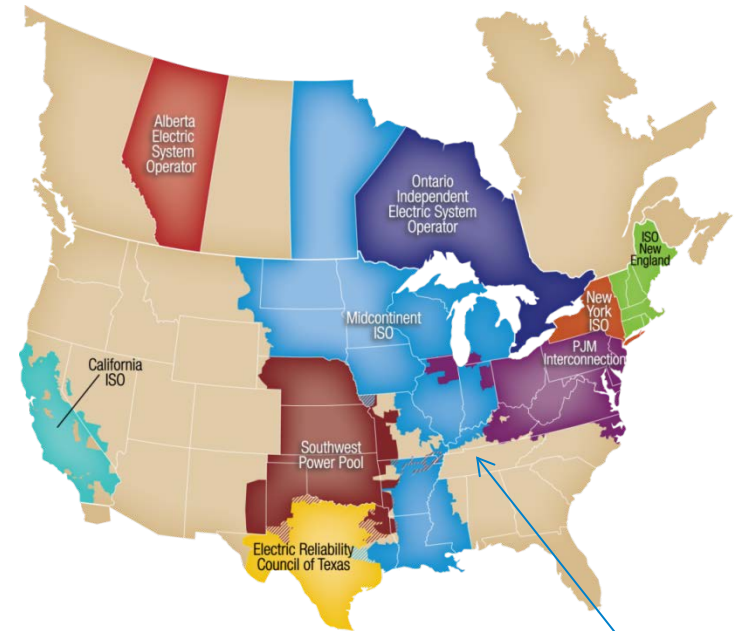 Alberta
Electric
System
Operator
Ontario
Independent
Electric System
Operator
ISO
New
England
New
York
ISO
Midcontinent
ISO
PJM
Interconnection
California
ISO
Southwest
Power Pool
Electric Reliability
Council of Texas